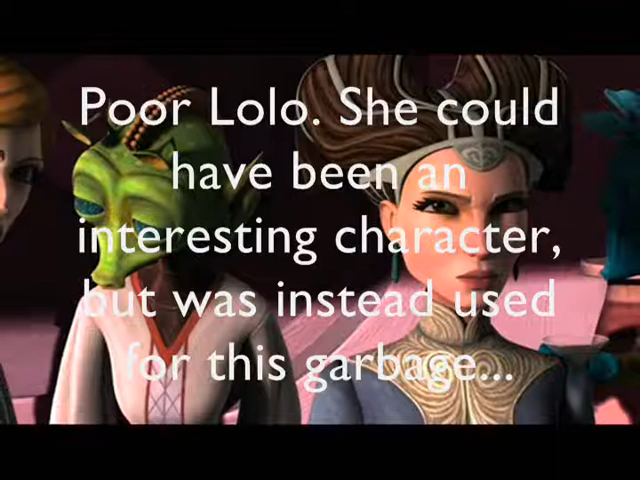 Poor Lolo. She could
have been an
interesting character,
but was instead used
for this garbage...